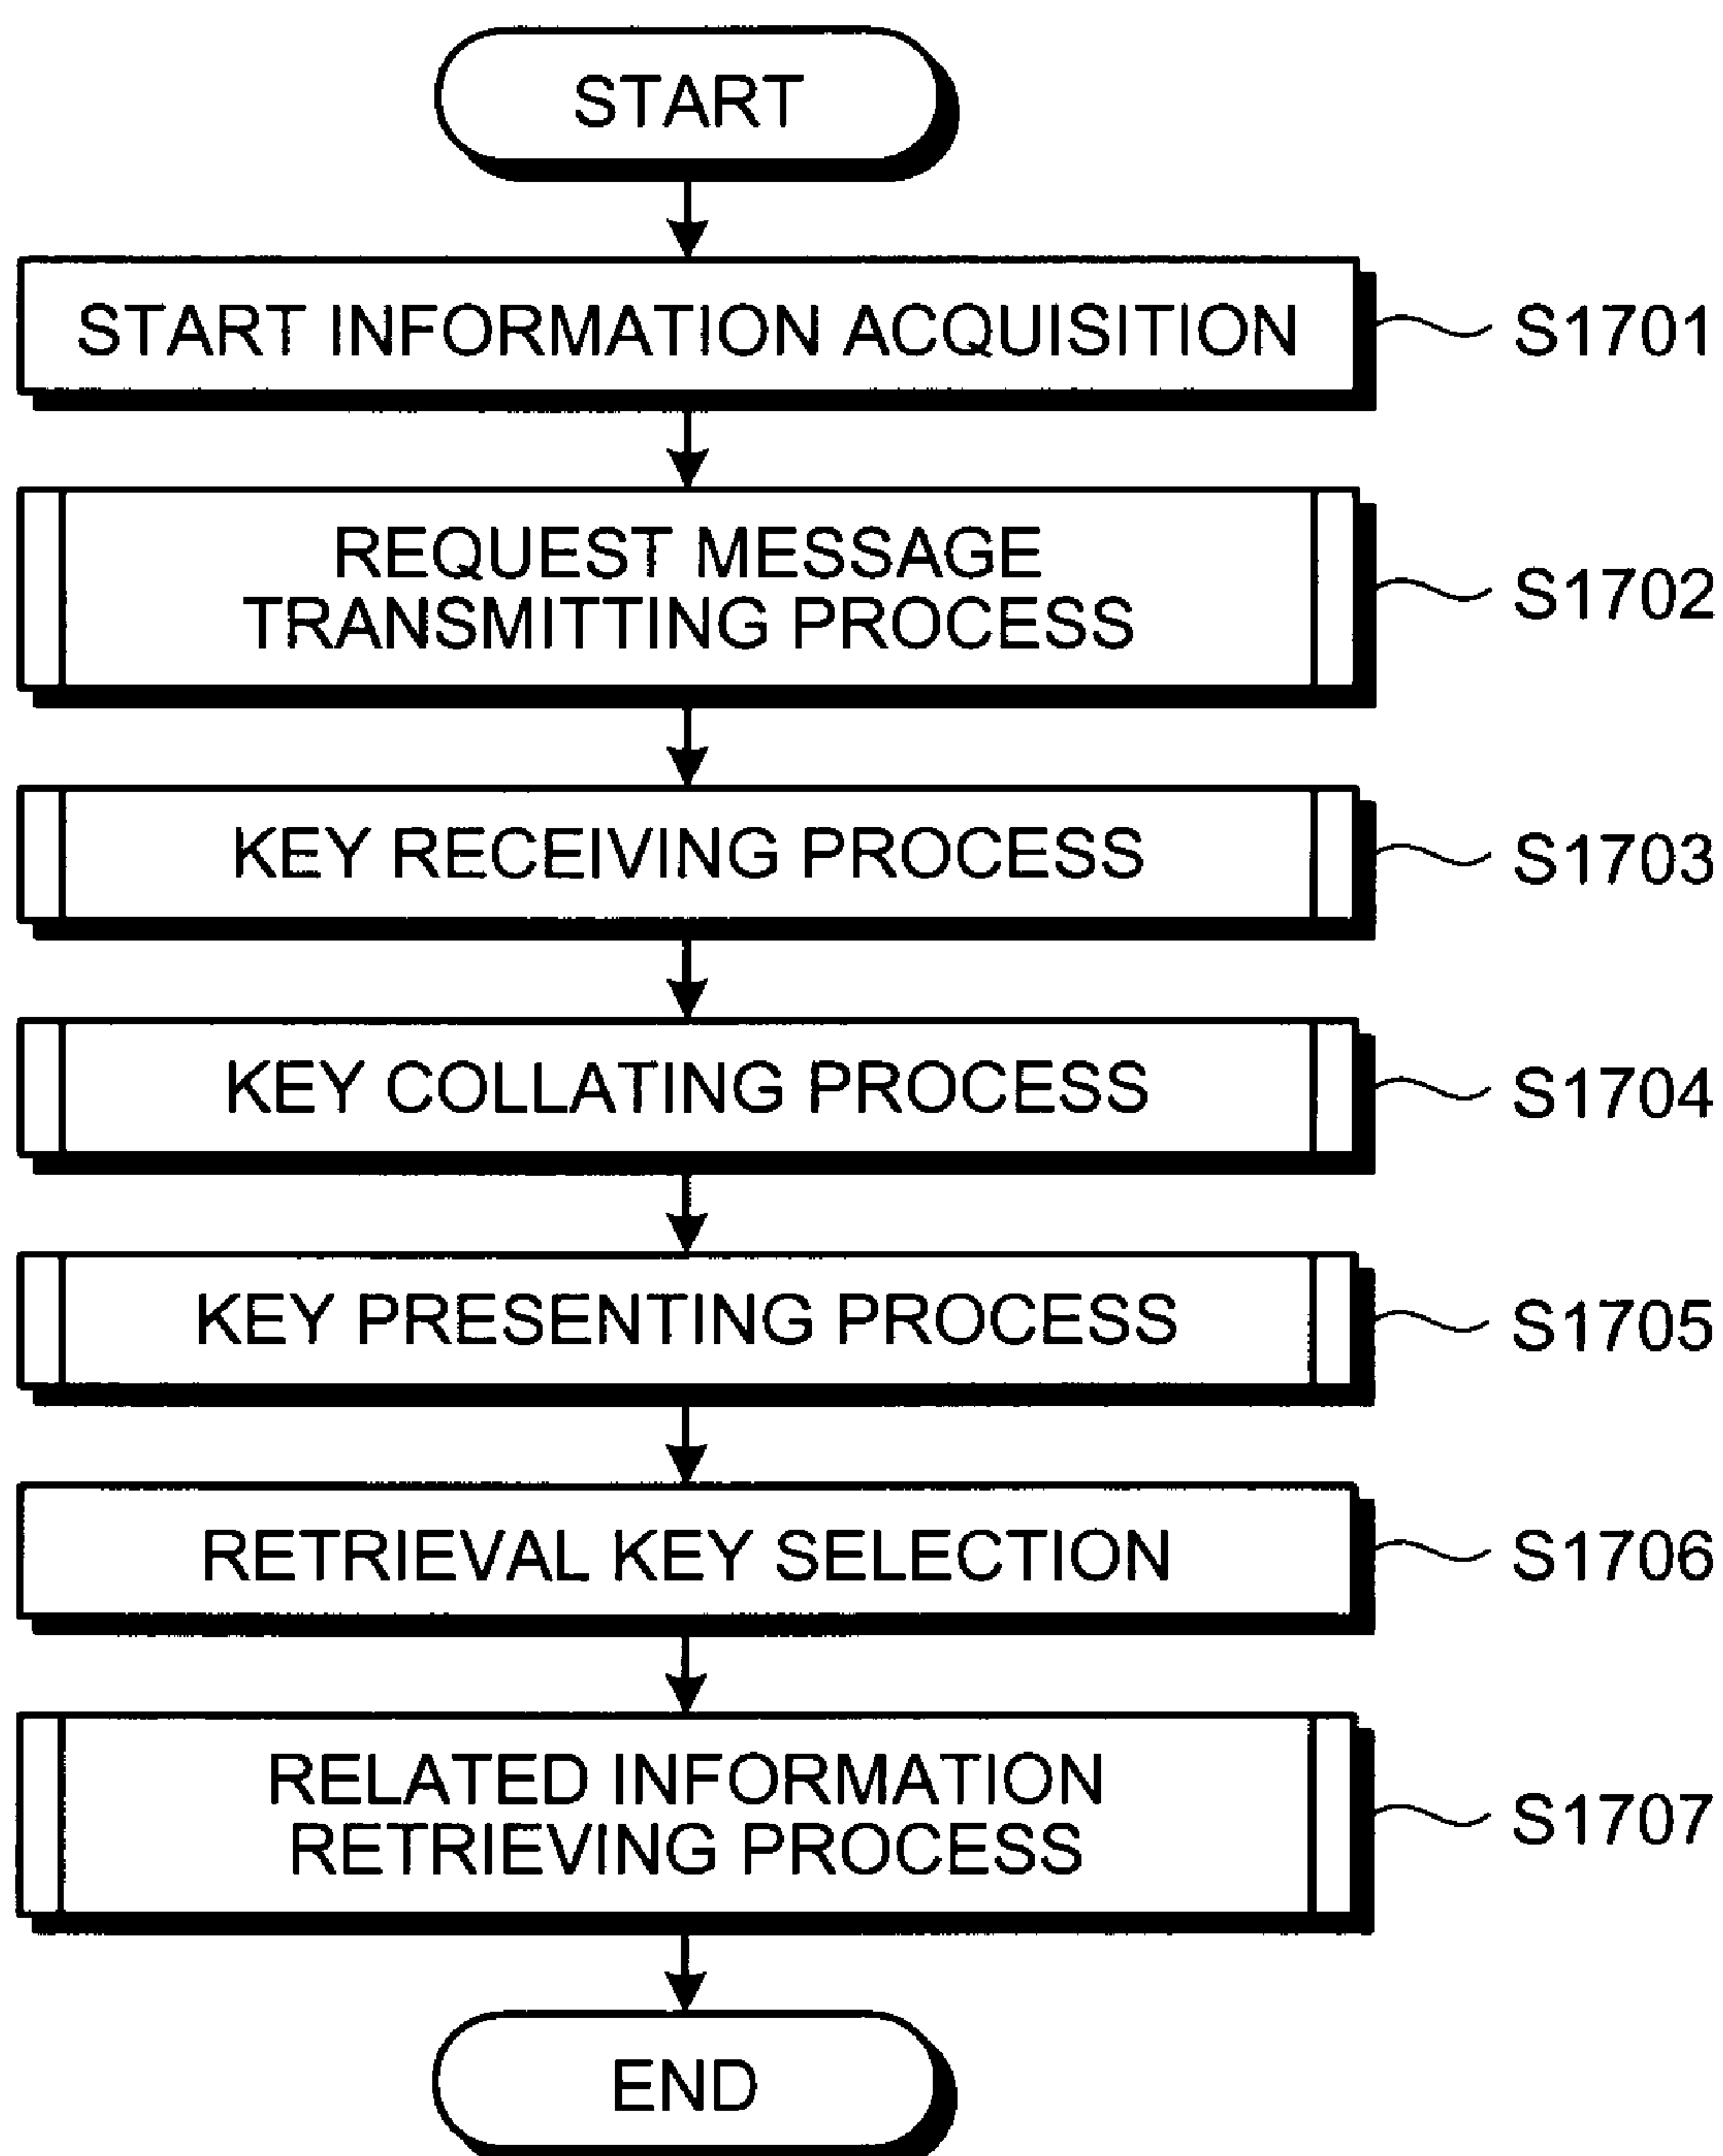 START
START INFORMATION ACQUISITION
S1701
REQUEST MESSAGE
TRANSMITTING PROCESS
S1702
KEY RECEIVING PROCESS
S1703
KEY COLLATING PROCESS
S1704
KEY PRESENTING PROCESS
S1705
RETRIEVAL KEY SELECTION
S1706
RELATED INFORMATION
RETRIEVING PROCESS
S1707
END